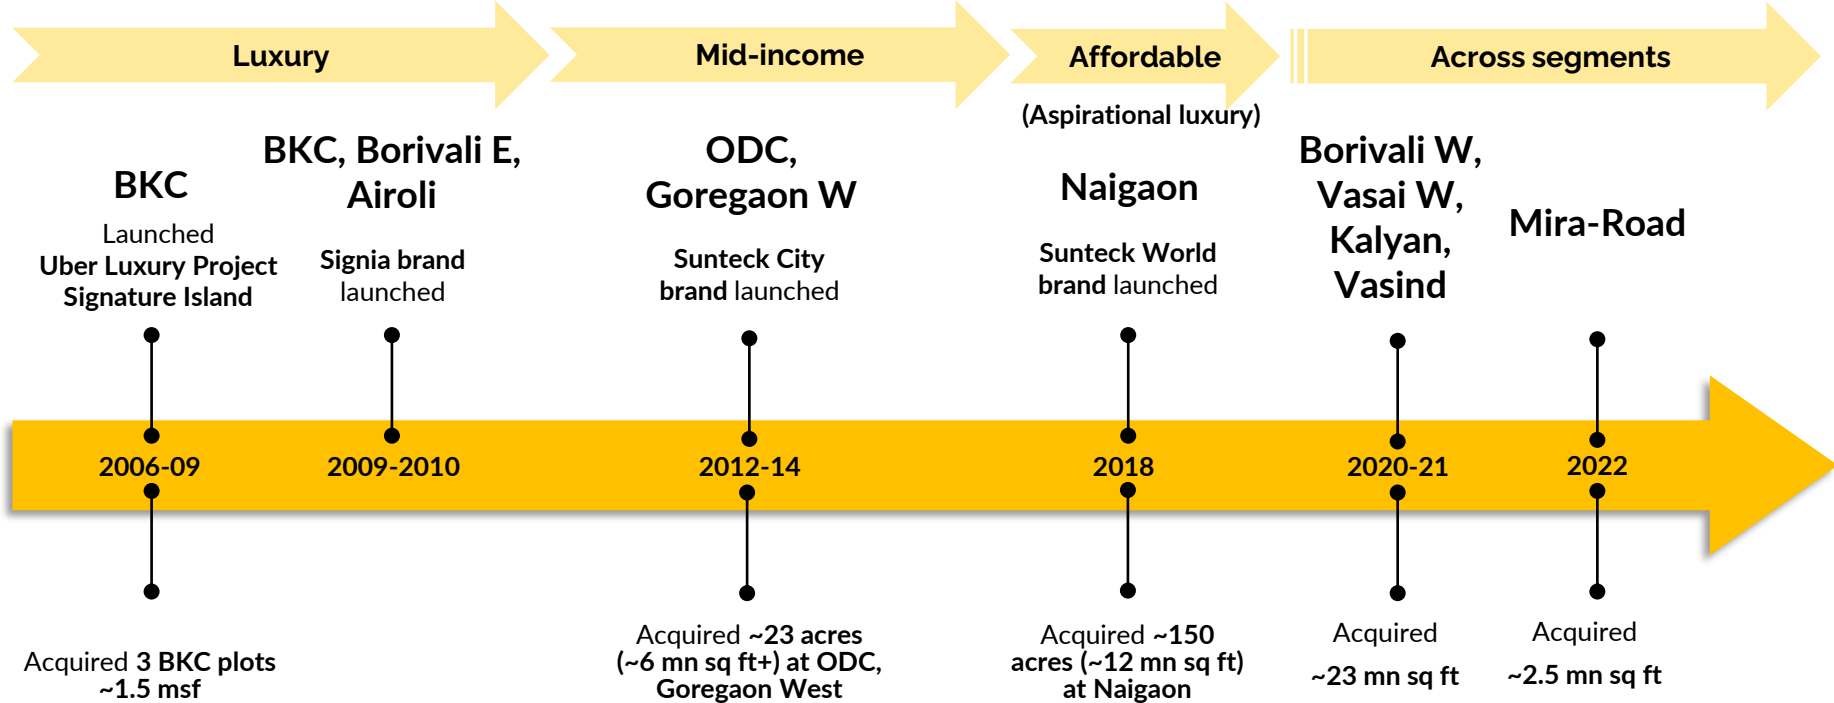 Luxury
Mid-income
Affordable
Across segments
(Aspirational luxury)
BKC
Launched
Uber Luxury Project
Signature Island
BKC, Borivali E,
Airoli
Signia brand
launched
ODC,
Goregaon W
Sunteck City
brand launched
Naigaon
Sunteck World
brand launched
Borivali W,
Vasai W,
Kalyan,
Vasind
Mira-Road
2006-09
2009-2010
2012-14
2018
2020-21
2022
Acquired 3 BKC plots
~1.5 msf
Acquired ~23 acres
(~6 mn sq ft+) at ODC,
Goregaon West
Acquired ~150
acres (~12 mn sq ft)
at Naigaon
Acquired
~23 mn sq ft
Acquired
~2.5 mn sq ft